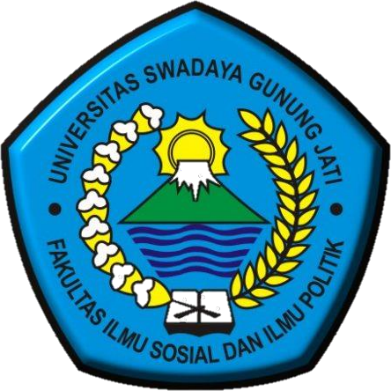 UNIVERSITAS SWADAYA GUNUNG JATI
FAKULTAS ILMU SOSIAL DAN ILMU POLITIK